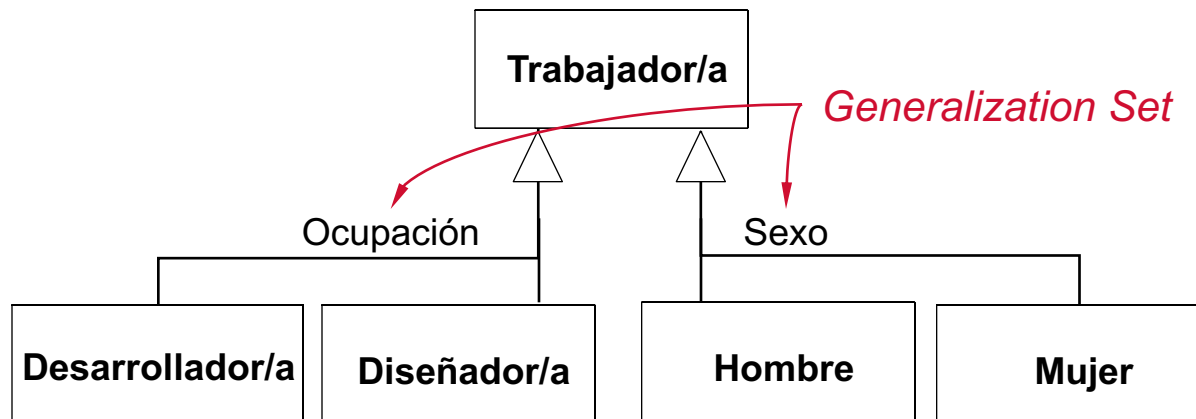 Trabajador/a
Generalization Set
Ocupación
Sexo
Desarrollador/a
Diseñador/a
Hombre
Mujer